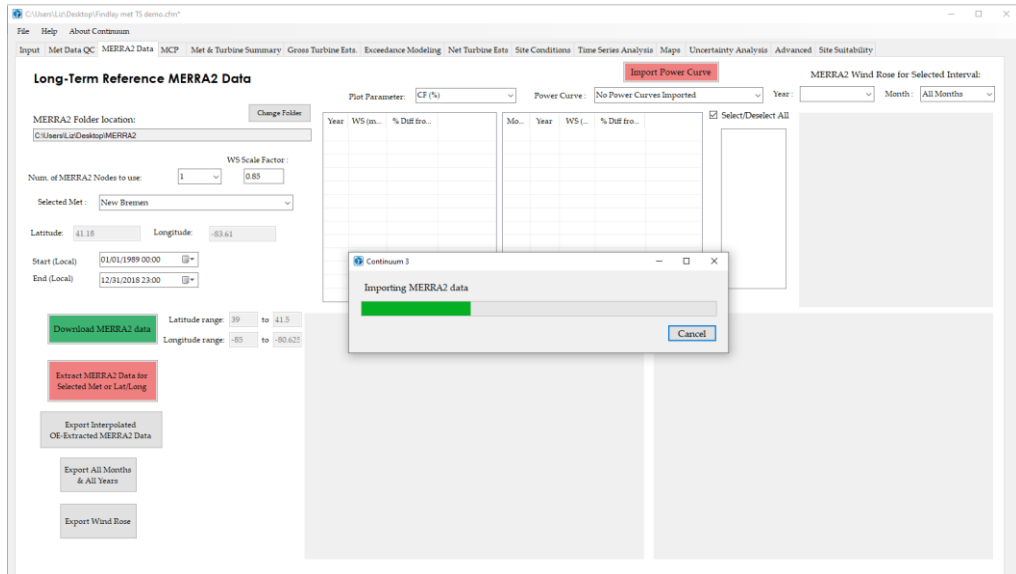 C:\Users\Liz\Desktop\Findlay met TS demo.cfm*
File Help About Continuum
Input Met Data QC MERRA2 Data MCP Met & Turbine Summary Gross Turbine Ests. Exceedance Modeling Net Turbine Ests Site Conditions Time Series Analysis Maps Uncertainty Analysis Advanced Site Suitability
Long-Term Reference MERRA2 Data
Import Power Curve
MERRA2 Wind Rose for Selected Interval:
Plot Parameter: CF (%)
Power Curve : No Power Curves Imported
Year :
Month : All Months
MERRA2 Folder location:
Change Folder
C:\Users\Liz\Desktop\MERRA2
Year WS (m... % Diff fro...
Mo... Year WS (... % Diff fro...
Select/Deselect All
WS Scale Factor :
Num. of MERRA2 Nodes to use: 1 0.85
Selected Met : New Bremen
Latitude: 41.18 Longitude: -83.61
Start (Local) 01/01/1989 00:00
End (Local) 12/31/2018 23:00
Continuum 3
Importing MERRA2 data
Cancel
Download MERRA2 data
Latitude range: 39 to 41.5
Longitude range: -85 to -80.625
Extract MERRA2 Data for
Selected Met or Lat/Long
Export Interpolated
OE-Extracted MERRA2 Data
Export All Months
& All Years
Export Wind Rose